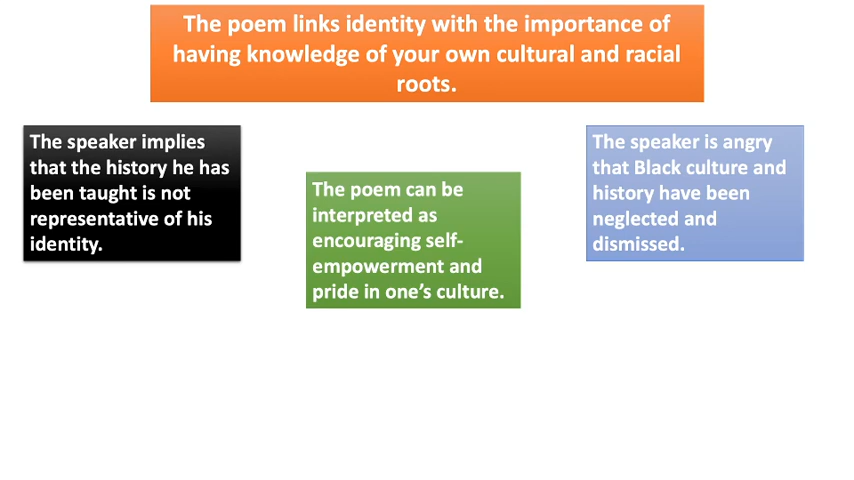 The poem links identity with the importance of
having knowledge of your own cultural and racial
roots.
The speaker implies
that the history he has
been taught is not
representative of his
identity.
The poem can be
interpreted as
encouraging self-
empowerment and
pride in one’s culture.
The speaker is angry
that Black culture and
history have been
neglected and
dismissed.